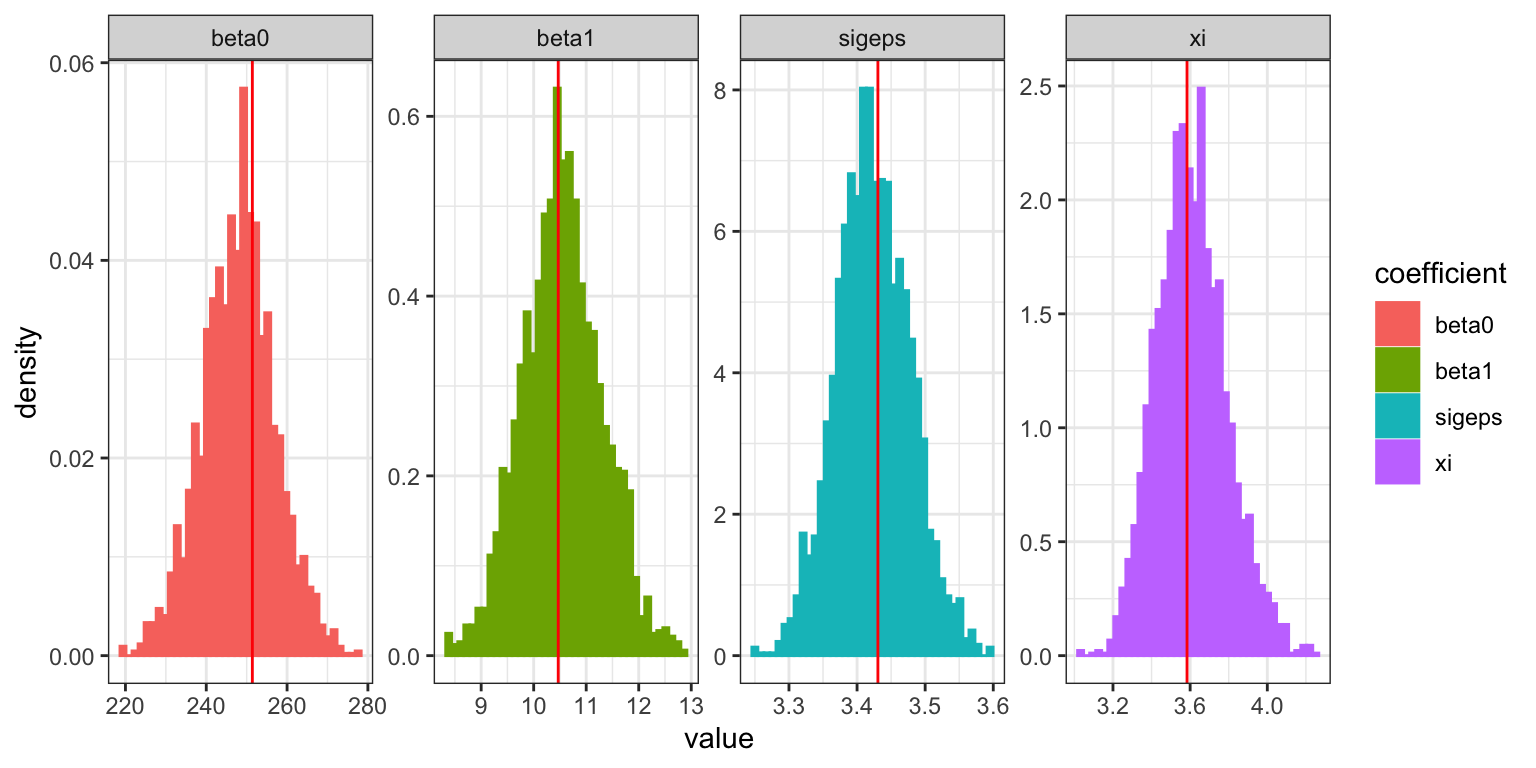 beta0
beta1
sigeps
xi
density
0.06
0.04
0.02
0.00
0.6
0.4
0.2
0.0
8
6
4
2
0
2.5
2.0
1.5
1.0
0.5
0.0
220 240 260 280
9 10 11 12 13
3.3 3.4 3.5 3.6
3.2 3.6 4.0
value
coefficient
beta0
beta1
sigeps
xi